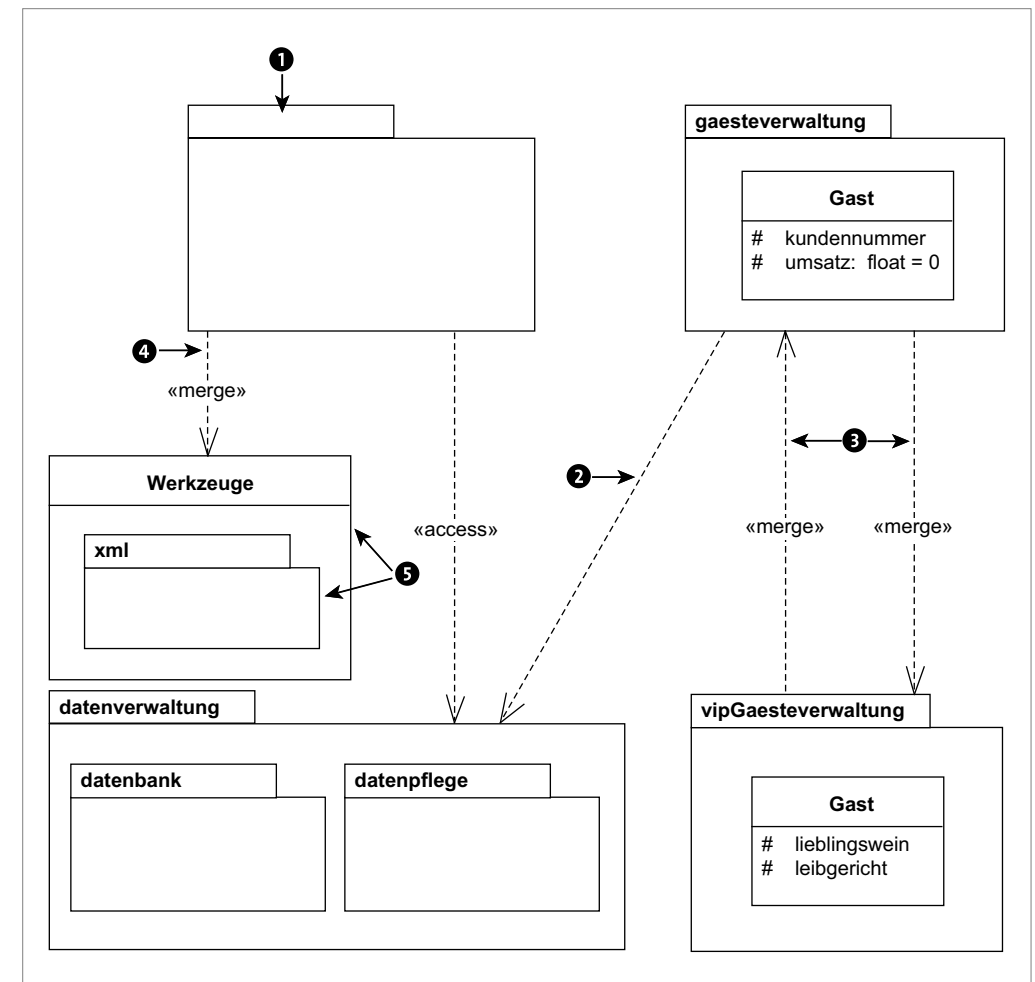 1
gaesteverwaltung
Gast
# kundennummer
# umsatz: float = 0
4
«merge»
Werkzeuge
xml
5
«access»
2
3
«merge»
«merge»
datenverwaltung
datenbank
datenpflege
vipGaesteverwaltung
Gast
# lieblingswein
# leibgericht